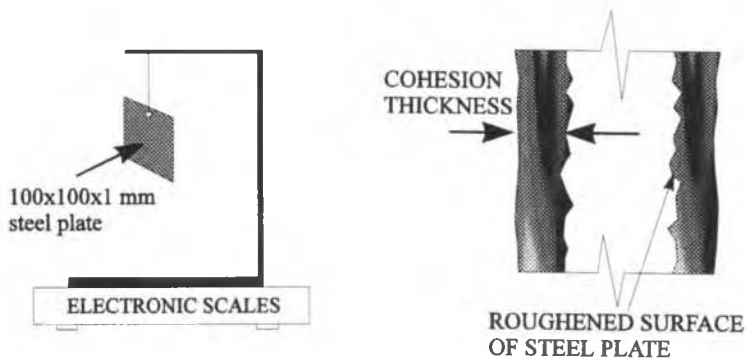 100x100x1 mm
steel plate
ELECTRONIC SCALES
COHESION
THICKNESS
ROUGHENED SURFACE
OF STEEL PLATE